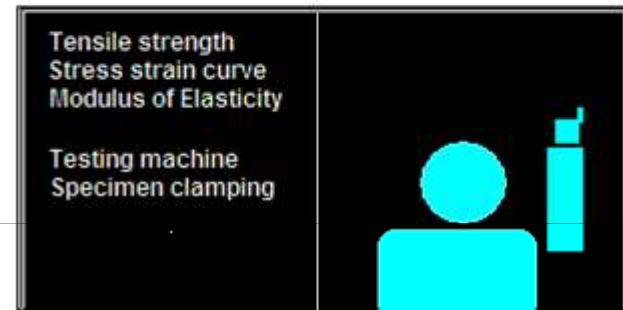 Tensile strength
Stress strain curve
Modulus of Elasticity
Testing machine
Specimen clamping